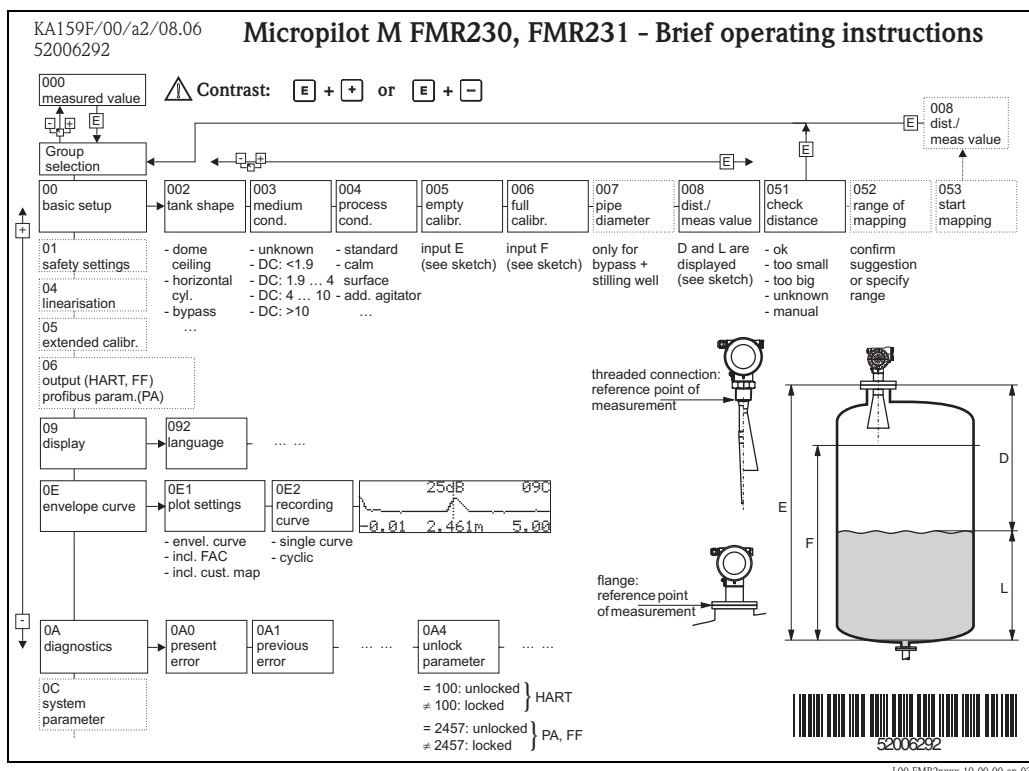 KA159F/00/a2/08.06
52006292
Micropilot M FMR230, FMR231 - Brief operating instructions
000
measured value
Contrast: E + + or E + −
- +
E
008
dist./
meas value
E
Group
selection
- +
E
E
00
basic setup
002
tank shape
003
medium
cond.
004
process
cond.
005
empty
calibr.
006
full
calibr.
007
pipe
diameter
008
dist./
meas value
051
check
distance
052
range of
mapping
053
start
mapping
+
- dome
ceiling
- horizontal
cyl.
- bypass
...
- unknown
- DC: <1.9
- DC: 1.9 ... 4
- DC: 4 ... 10
- DC: >10
- standard
- calm
surface
- add. agitator
...
input E
(see sketch)
input F
(see sketch)
only for
bypass +
stilling well
D and L are
displayed
(see sketch)
- ok
- too small
- too big
- unknown
- manual
confirm
suggestion
or specify
range
01
safety settings
04
linearisation
05
extended calibr.
06
output (HART, FF)
profibus param.(PA)
09
display
092
language
... ...
0E
envelope curve
0E1
plot settings
0E2
recording
curve
25dB 09C
-0.01 2.461m 5.00
- envel. curve
- incl. FAC
- incl. cust. map
- single curve
- cyclic
threaded connection:
reference point of
measurement
flange:
reference point
of measurement
E
F
D
L
-
0A
diagnostics
0A0
present
error
0A1
previous
error
... ...
0A4
unlock
parameter
... ...
= 100: unlocked
≠ 100: locked
} HART
= 2457: unlocked
≠ 2457: locked
} PA, FF
0C
system
parameter
52006292
L00-FMR2xxxx-19-00-00-en-03